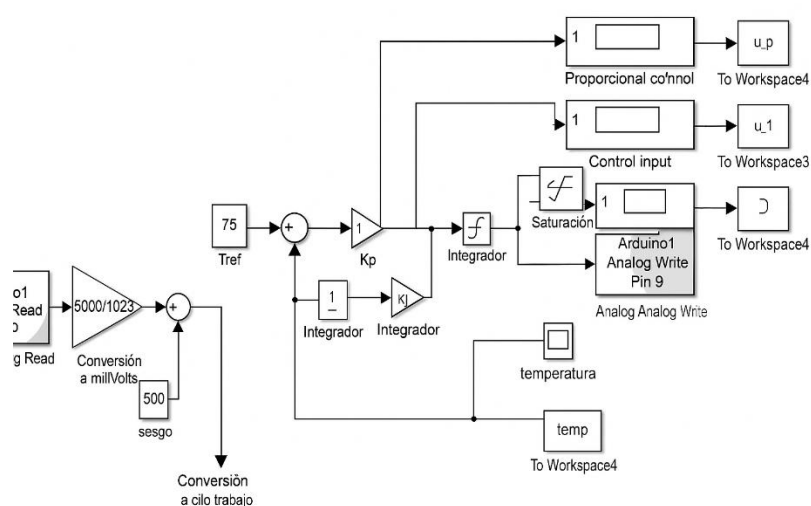 1
Proporcional co'nnol
u_p
To Workspace4
1
Control input
u_1
To Workspace3
75
Tref
1
Kp
Integrador
Saturación
1
Arduino1
Analog Write
Pin 9
Analog Analog Write
To Workspace4
1
Integrador
Integrador
o1
Read
g Read
5000/1023
Conversión
a millVolts
500
sesgo
Conversiön
a cilo trabajo
temperatura
temp
To Workspace4